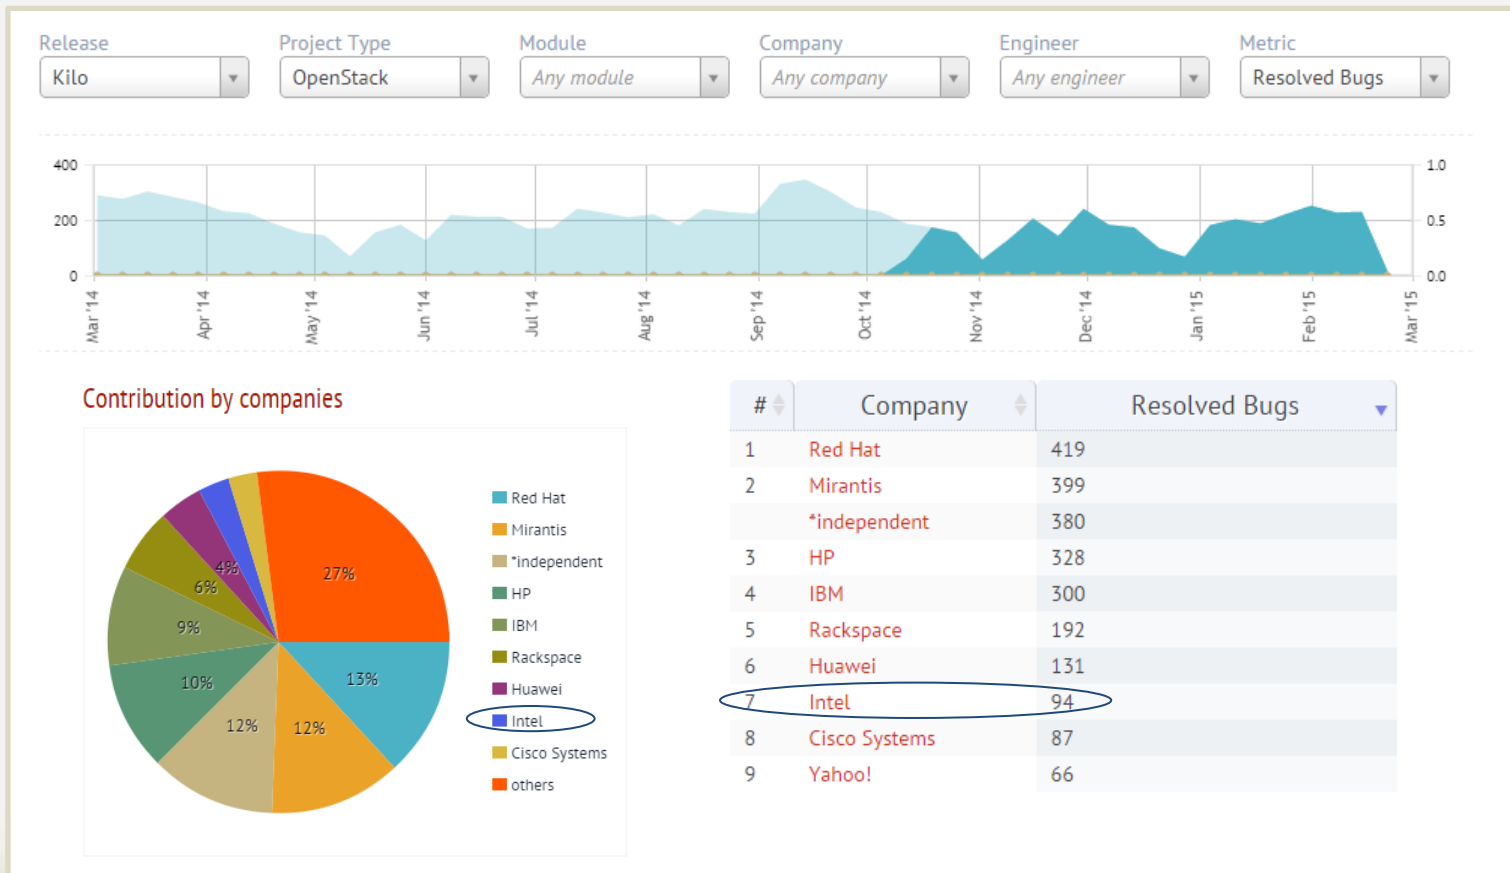 Release Project Type Module Company Engineer Metric
Kilo OpenStack Any module Any company Any engineer Resolved Bugs
400 1.0
200 0.5
0 0.0
Mar '14 Apr '14 May '14 Jun '14 Jul '14 Aug '14 Sep '14 Oct '14 Nov '14 Dec '14 Jan '15 Feb '15 Mar '15
Contribution by companies
27%
4%
6%
9%
10%
12%
12%
13%
Red Hat
Mirantis
*independent
HP
IBM
Rackspace
Huawei
Intel
Cisco Systems
others
# Company Resolved Bugs
1 Red Hat 419
2 Mirantis 399
*independent 380
3 HP 328
4 IBM 300
5 Rackspace 192
6 Huawei 131
7 Intel 94
8 Cisco Systems 87
9 Yahoo! 66